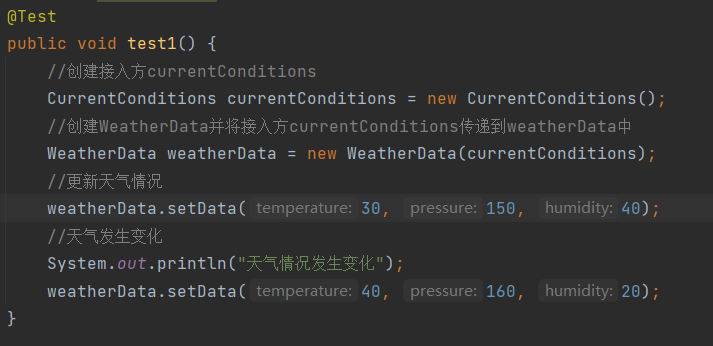 @Test
public void test1() {
//创建接入方currentConditions
CurrentConditions currentConditions = new CurrentConditions();
//创建WeatherData并将接入方currentConditions传递到weatherData中
WeatherData weatherData = new WeatherData(currentConditions);
//更新天气情况
weatherData.setData( temperature: 30, pressure: 150, humidity: 40);
//天气发生变化
System.out.println("天气情况发生变化");
weatherData.setData( temperature: 40, pressure: 160, humidity: 20);
}